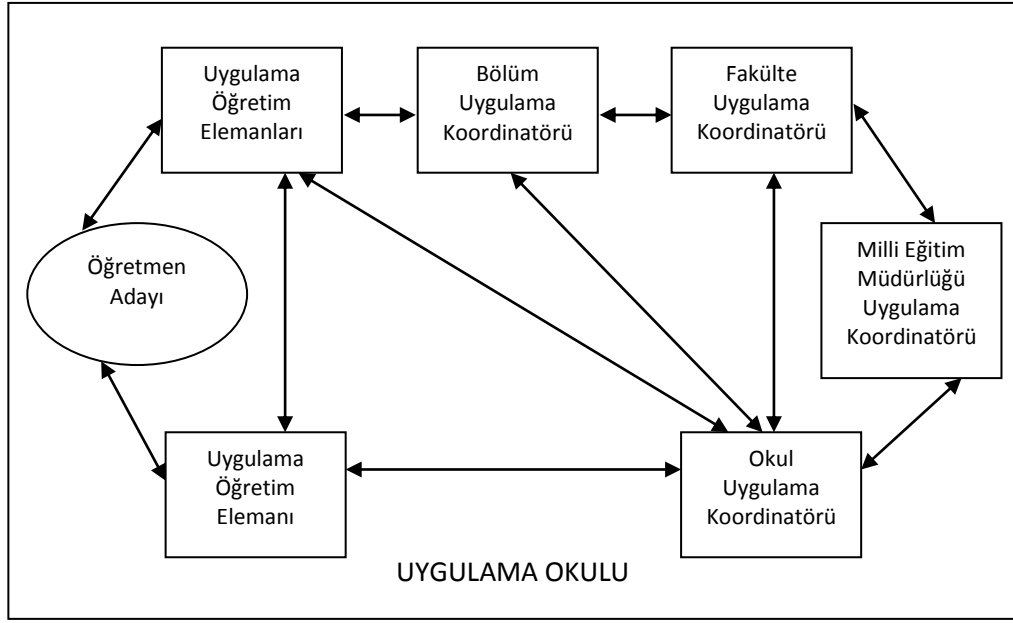 Uygulama
Öğretim
Elemanları
Bölüm
Uygulama
Koordinatörü
Fakülte
Uygulama
Koordinatörü
Öğretmen
Adayı
Milli Eğitim
Müdürlüğü
Uygulama
Koordinatörü
Uygulama
Öğretim
Elemanı
Okul
Uygulama
Koordinatörü
UYGULAMA OKULU